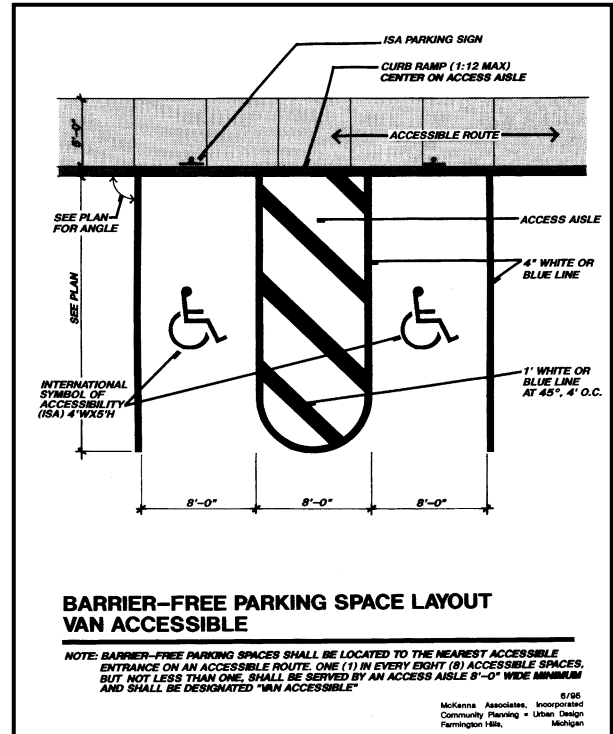 ISA PARKING SIGN
CURB RAMP (1:12 MAX)
CENTER ON ACCESS AISLE
ACCESSIBLE ROUTE
SEE PLAN
FOR ANGLE
ACCESS AISLE
4" WHITE OR
BLUE LINE
SEE PLAN
INTERNATIONAL
SYMBOL OF
ACCESSIBILITY
(ISA) 4'WX5'H
1' WHITE OR
BLUE LINE
AT 45°, 4' O.C.
8'-0" 8'-0" 8'-0"
BARRIER-FREE PARKING SPACE LAYOUT
VAN ACCESSIBLE
NOTE: BARRIER-FREE PARKING SPACES SHALL BE LOCATED TO THE NEAREST ACCESSIBLE
ENTRANCE ON AN ACCESSIBLE ROUTE. ONE (1) IN EVERY EIGHT (8) ACCESSIBLE SPACES,
BUT NOT LESS THAN ONE, SHALL BE SERVED BY AN ACCESS AISLE 8'-0" WIDE MINIMUM
AND SHALL BE DESIGNATED "VAN ACCESSIBLE"
6/95
McKenna Associates, Incorporated
Community Planning • Urban Design
Farmington Hills, Michigan